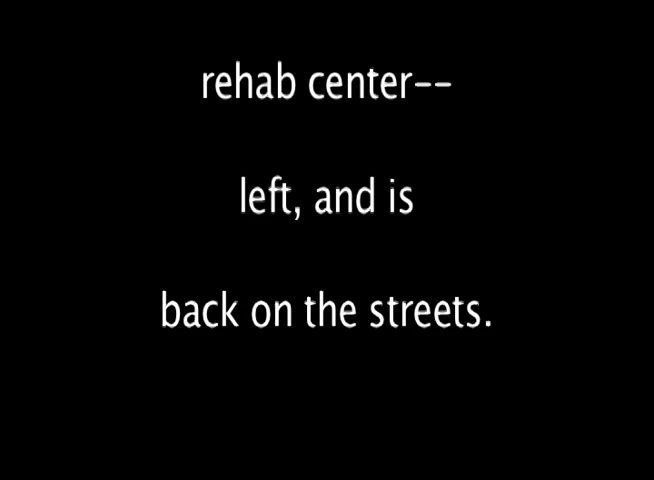 rehab center--
left, and is
back on the streets.